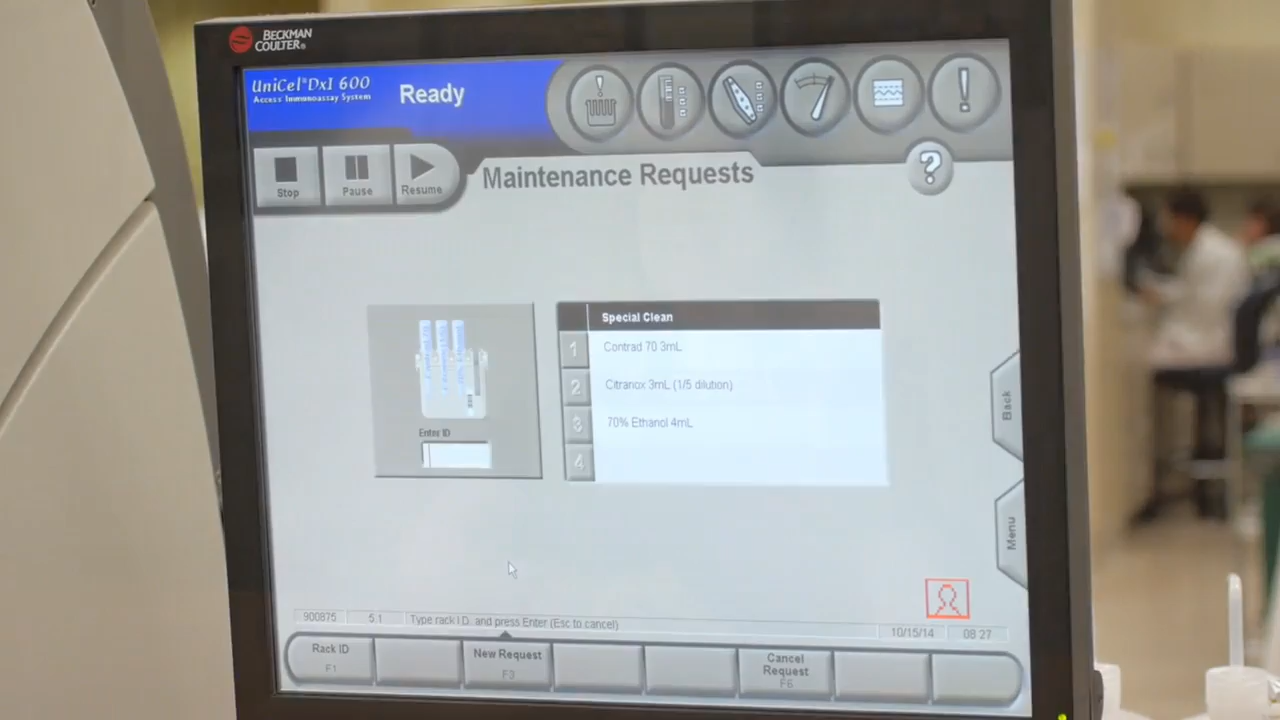 BECKMAN
COULTER®
UniCel® DxI 600
Access Immunoassay System
Ready
Stop
Pause
Resume
Maintenance Requests
?
Special Clean
1 Contrad 70 3mL
2 Citranox 3mL (1/5 dilution)
3 70% Ethanol 4mL
4
Enter ID
Back
Menu
900875 5.1 Type rack ID and press Enter (Esc to cancel)
10/15/14 08 27
Rack ID
F1
New Request
F3
Cancel
Request
F6